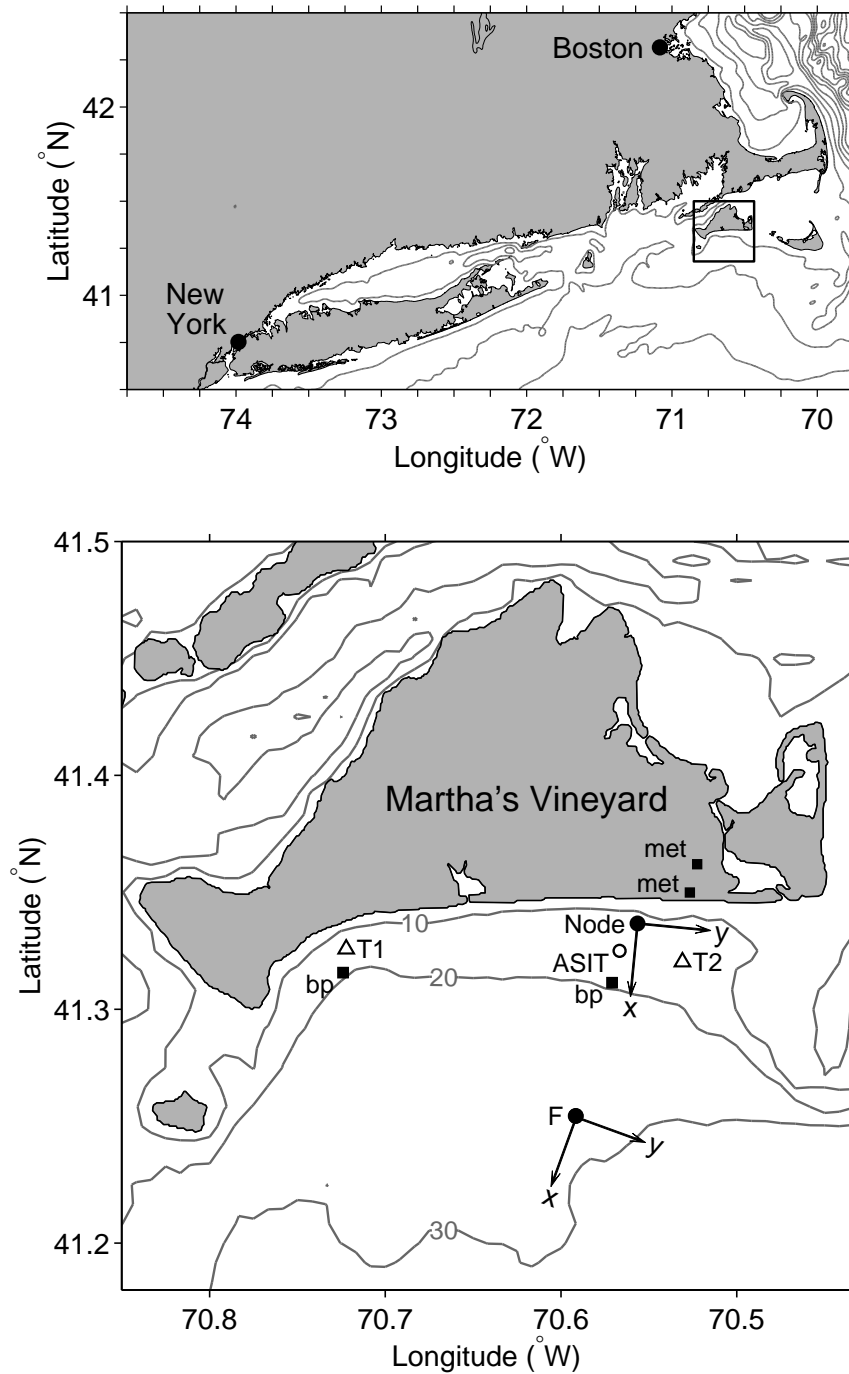 Boston
42
Latitude (°N)
41
New
York
74
73
72
71
70
Longitude (°W)
41.5
41.4
Martha's Vineyard
met
met
10
Node
y
T1
ASIT
T2
bp
20
bp
x
41.3
Latitude (°N)
F
y
x
30
41.2
70.8
70.7
70.6
70.5
Longitude (°W)